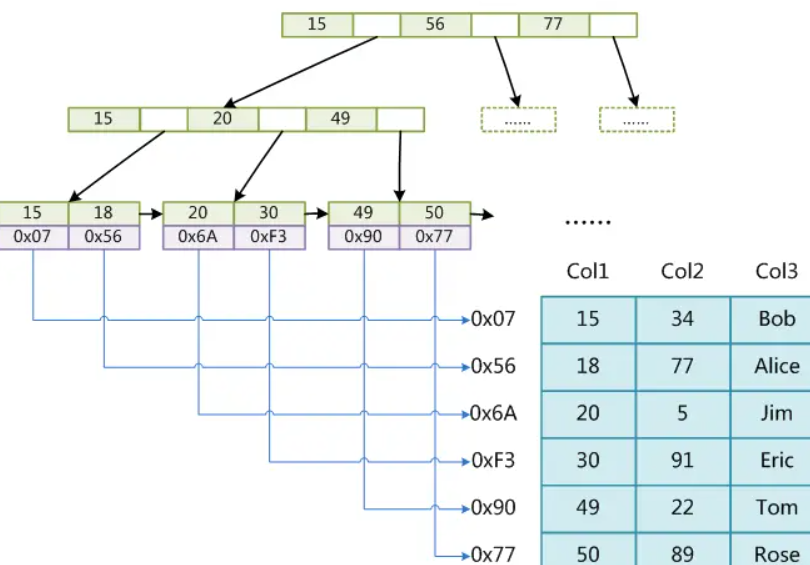 15 56 77
15 20 49
...... ......
15 18 20 30 49 50
0x07 0x56 0x6A 0xF3 0x90 0x77
......
Col1 Col2 Col3
0x07 15 34 Bob
0x56 18 77 Alice
0x6A 20 5 Jim
0xF3 30 91 Eric
0x90 49 22 Tom
0x77 50 89 Rose